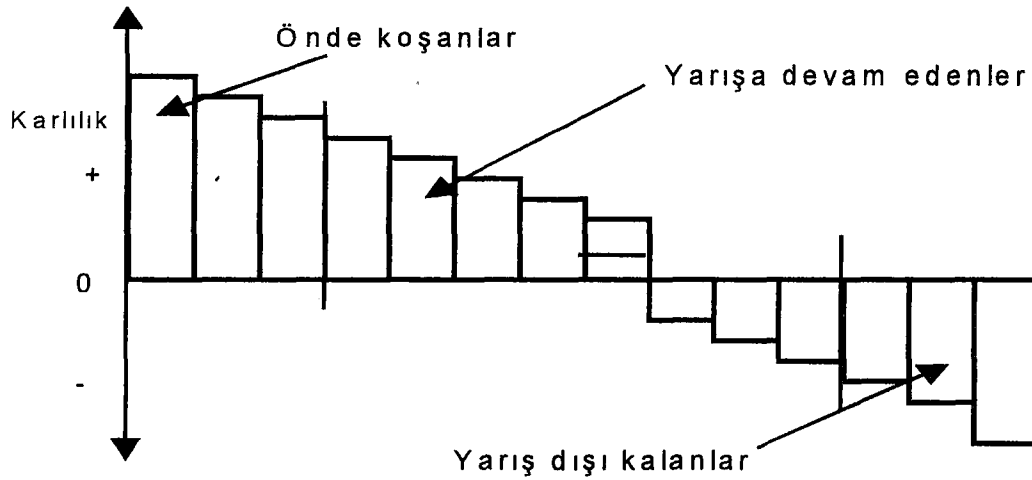 Önde koşanlar
Yarışa devam edenler
Karlılık
+
0
-
Yarış dışı kalanlar